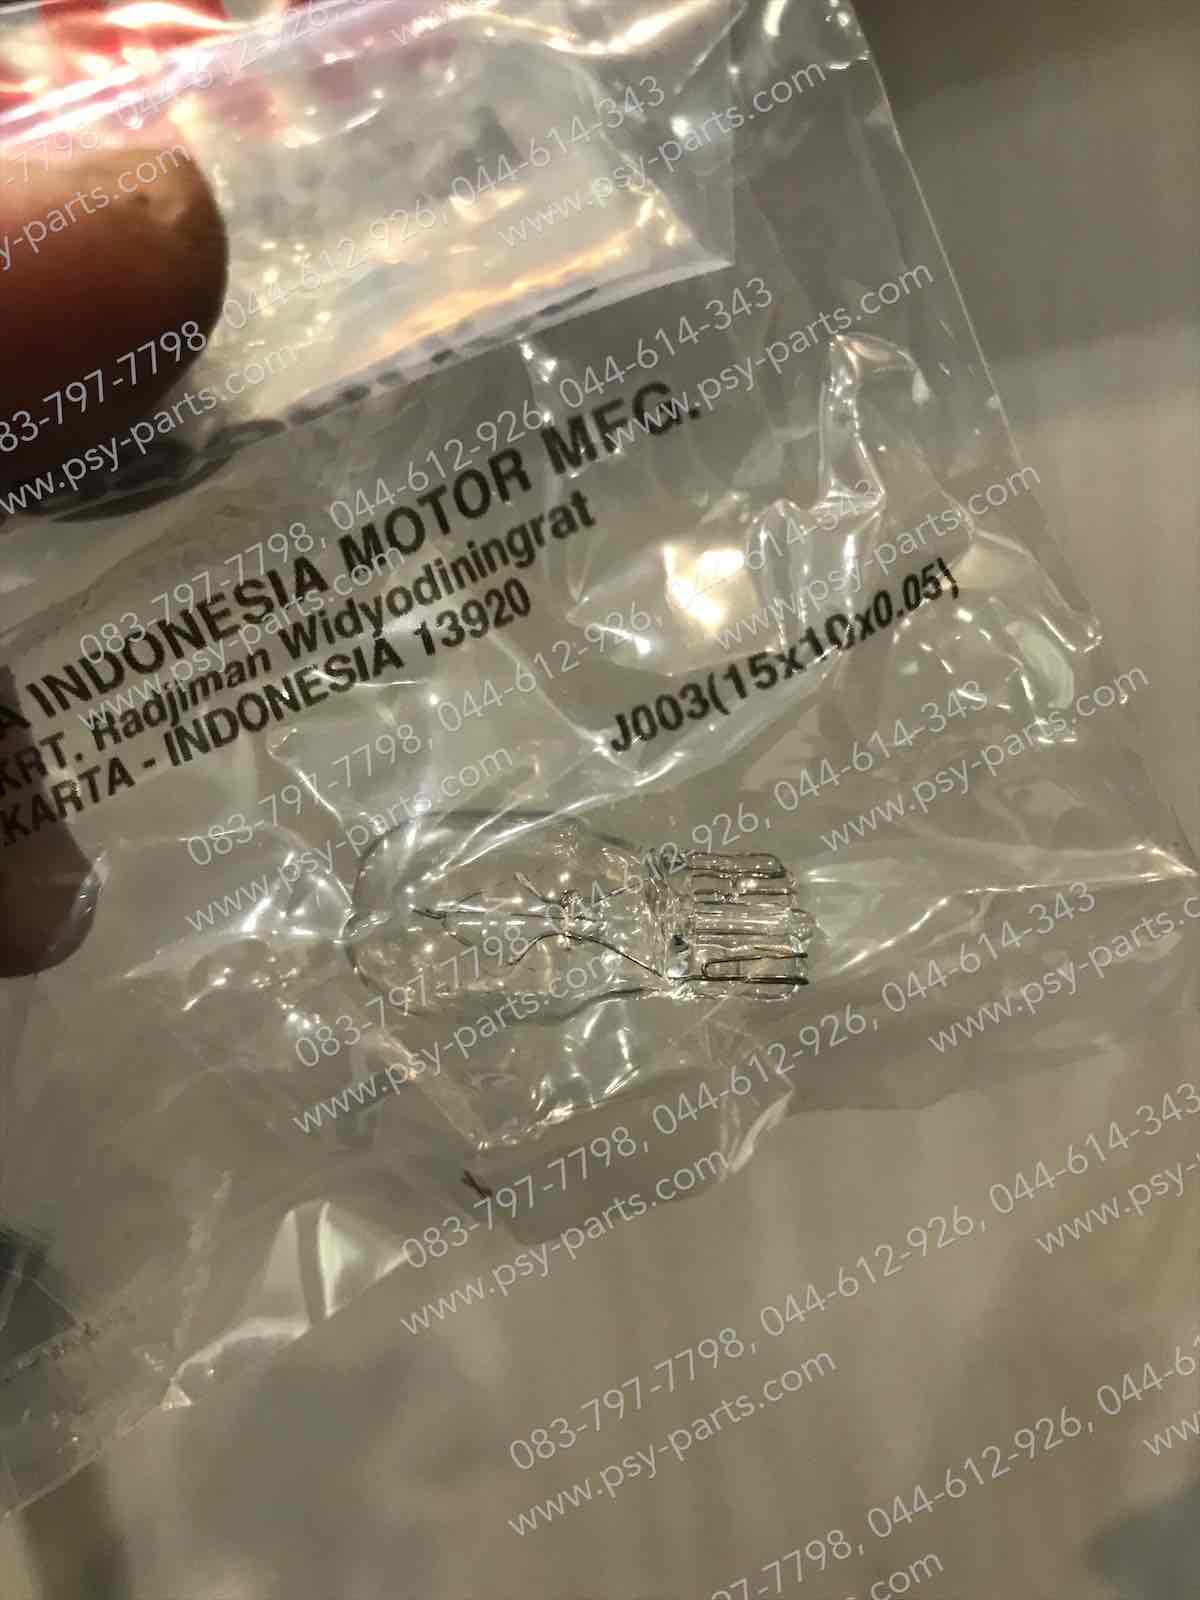 A INDONESIA MOTOR MFG.
KRT. Radjiman Widyodiningrat
KARTA - INDONESIA 13920
J003(15x10x0.05)
083-797-7798, 044-612-926, 044-614-343
www.psy-parts.com